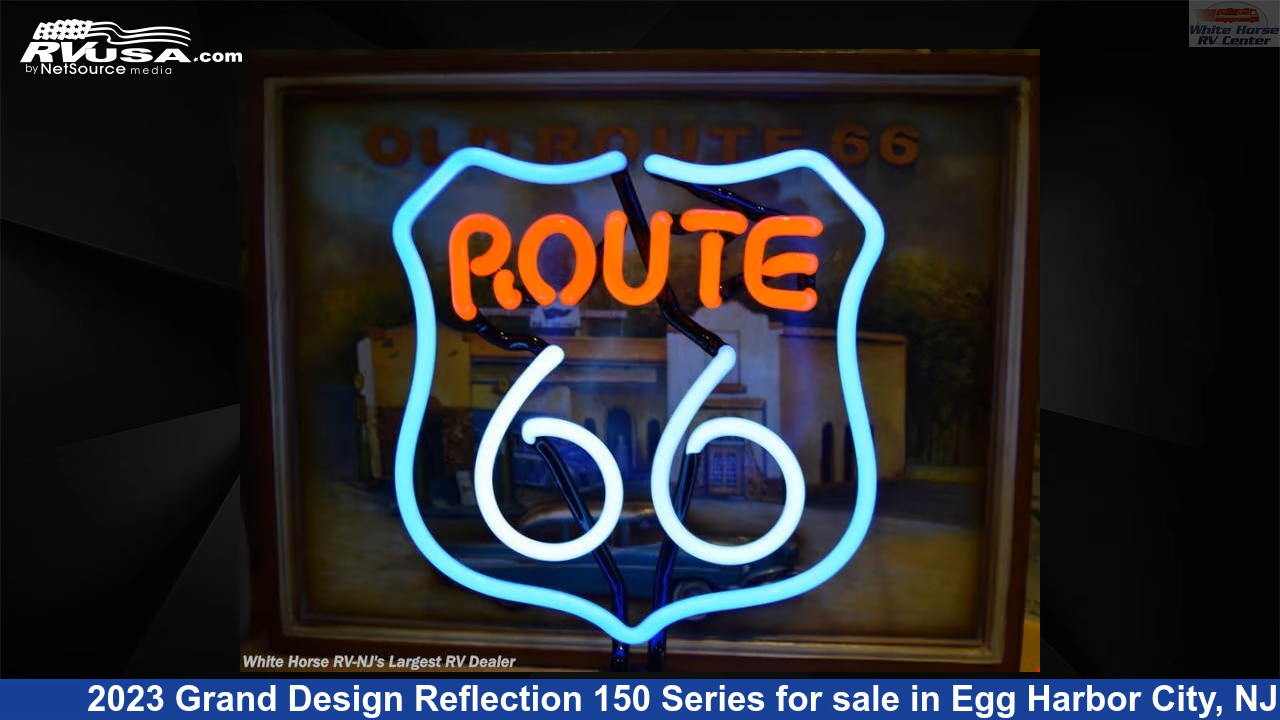 RVUSA.com
by NetSource media
White Horse
RV Center
OLD ROUTE 66
ROUTE
66
White Horse RV-NJ's Largest RV Dealer
2023 Grand Design Reflection 150 Series for sale in Egg Harbor City, NJ